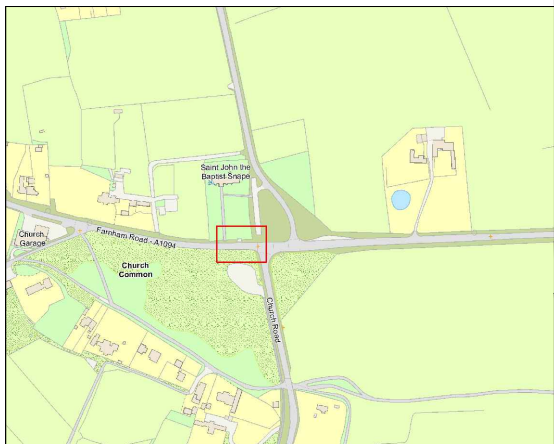 Saint John the
Baptist Snape
Farnham Road - A1094
Church
Garage
Church
Common
Church Road